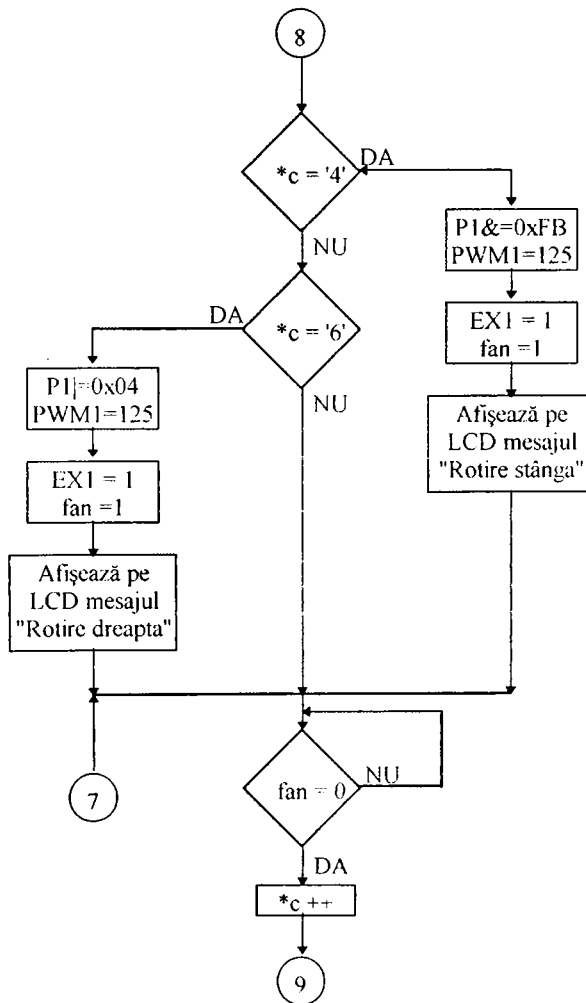 8
*c = '4'
DA
NU
P1&=0xFB
PWM1=125
EX1 = 1
fan =1
Afişează pe
LCD mesajul
"Rotire stânga"
*c = '6'
DA
NU
P1|=0x04
PWM1=125
EX1 = 1
fan =1
Afişează pe
LCD mesajul
"Rotire dreapta"
7
fan = 0
NU
DA
*c ++
9